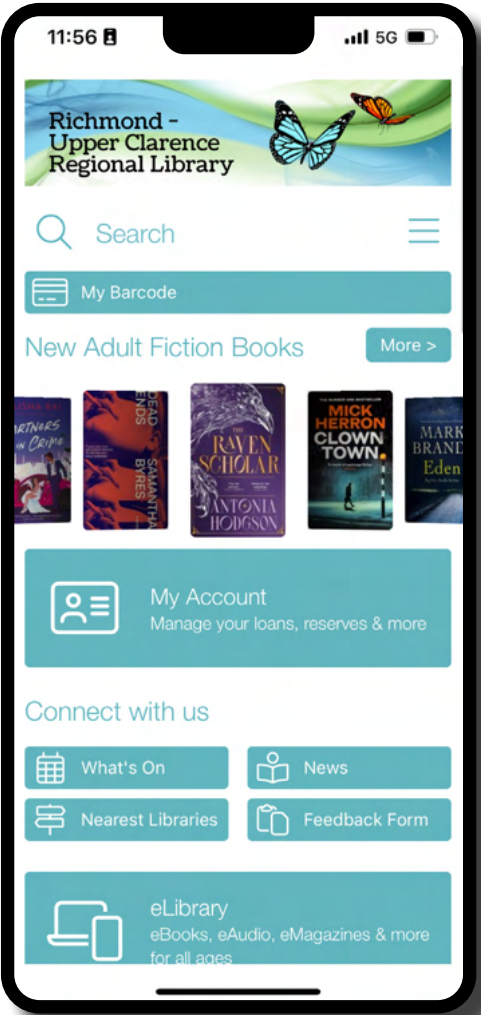 11:56
5G
Richmond -
Upper Clarence
Regional Library
Search
My Barcode
New Adult Fiction Books
More >
ARTNERS
IN CRIME
DEAD
ENDS
SAMANTHA
BYRES
THE
RAVEN
SCHOLAR
ANTONIA
HODGSON
MICK
HERRON
CLOWN
TOWN.
MARK
BRAND
Eden
My Account
Manage your loans, reserves & more
Connect with us
What's On
News
Nearest Libraries
Feedback Form
eLibrary
eBooks, eAudio, eMagazines & more
for all ages